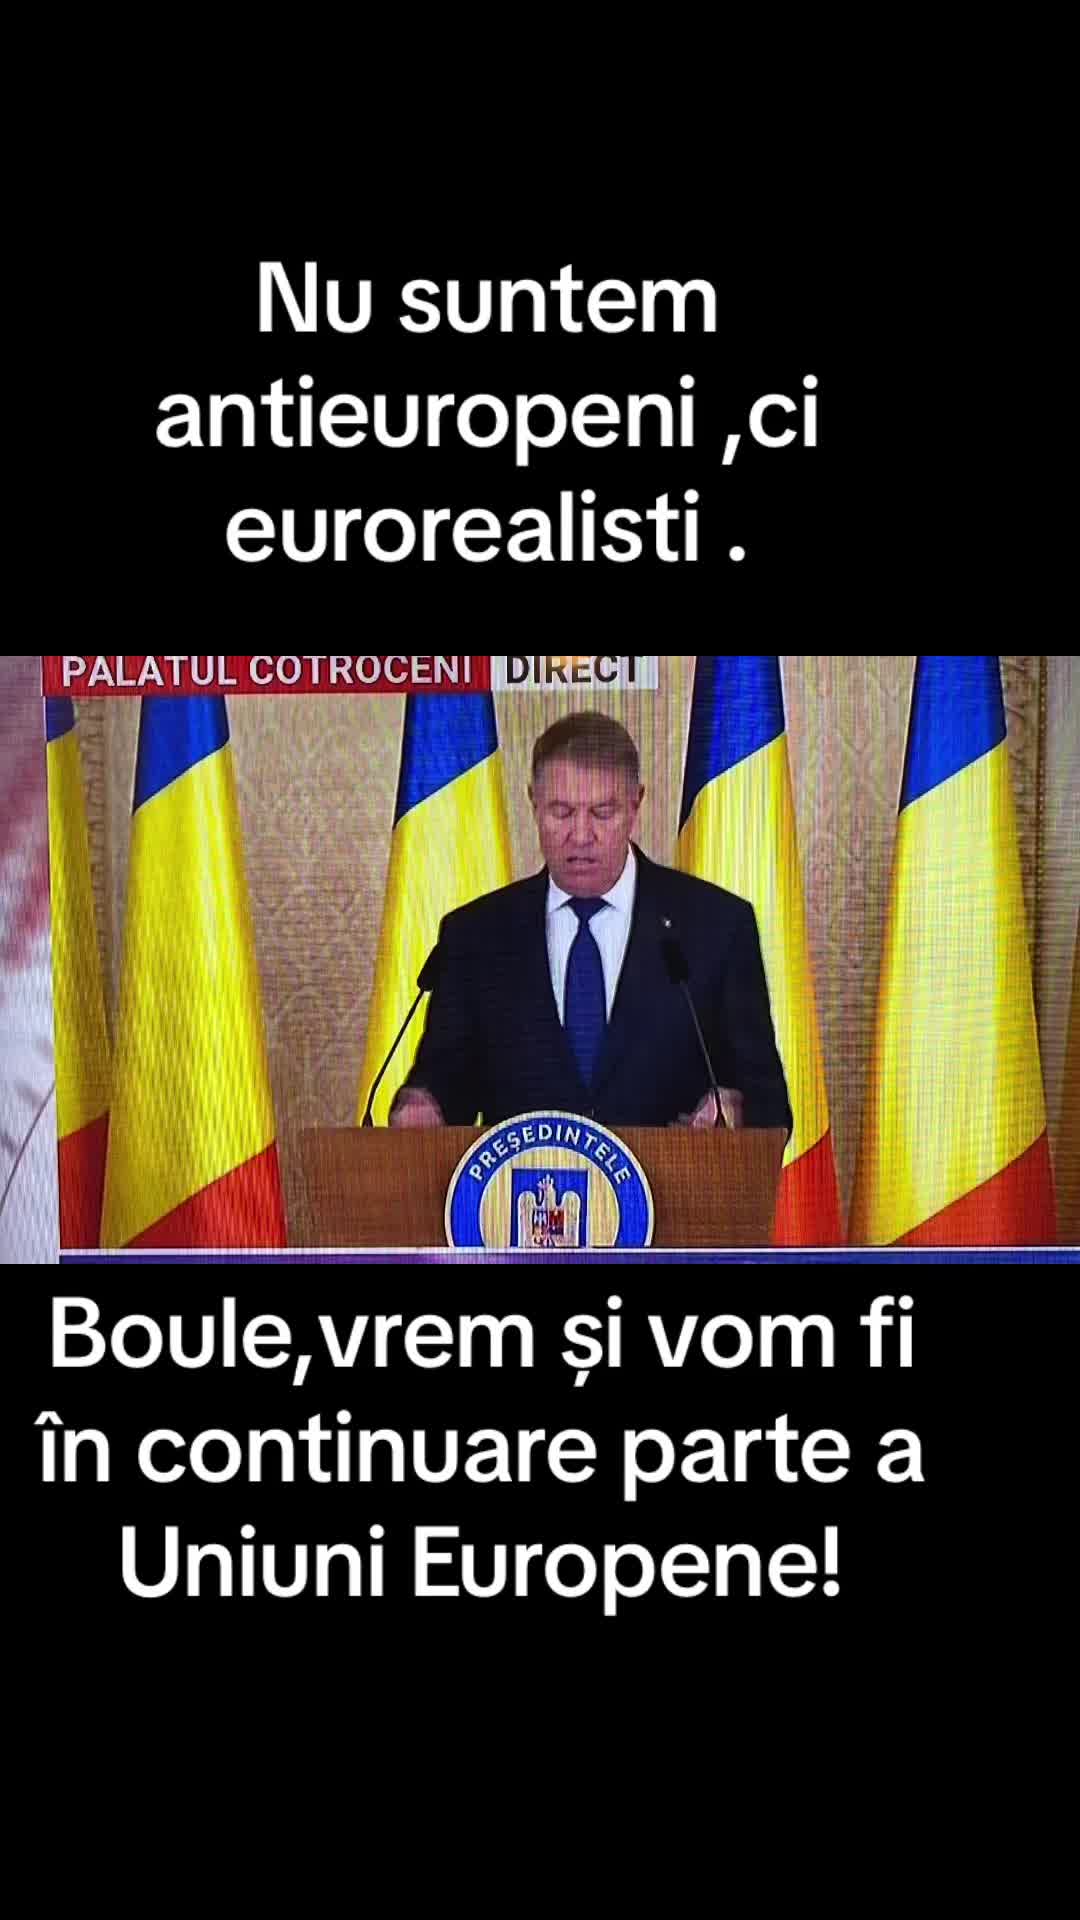 Nu suntem
antieuropeni ,ci
eurorealisti .
PALATUL COTROCENI DIRECT
PREȘEDINTELE
Boule,vrem și vom fi
în continuare parte a
Uniuni Europene!